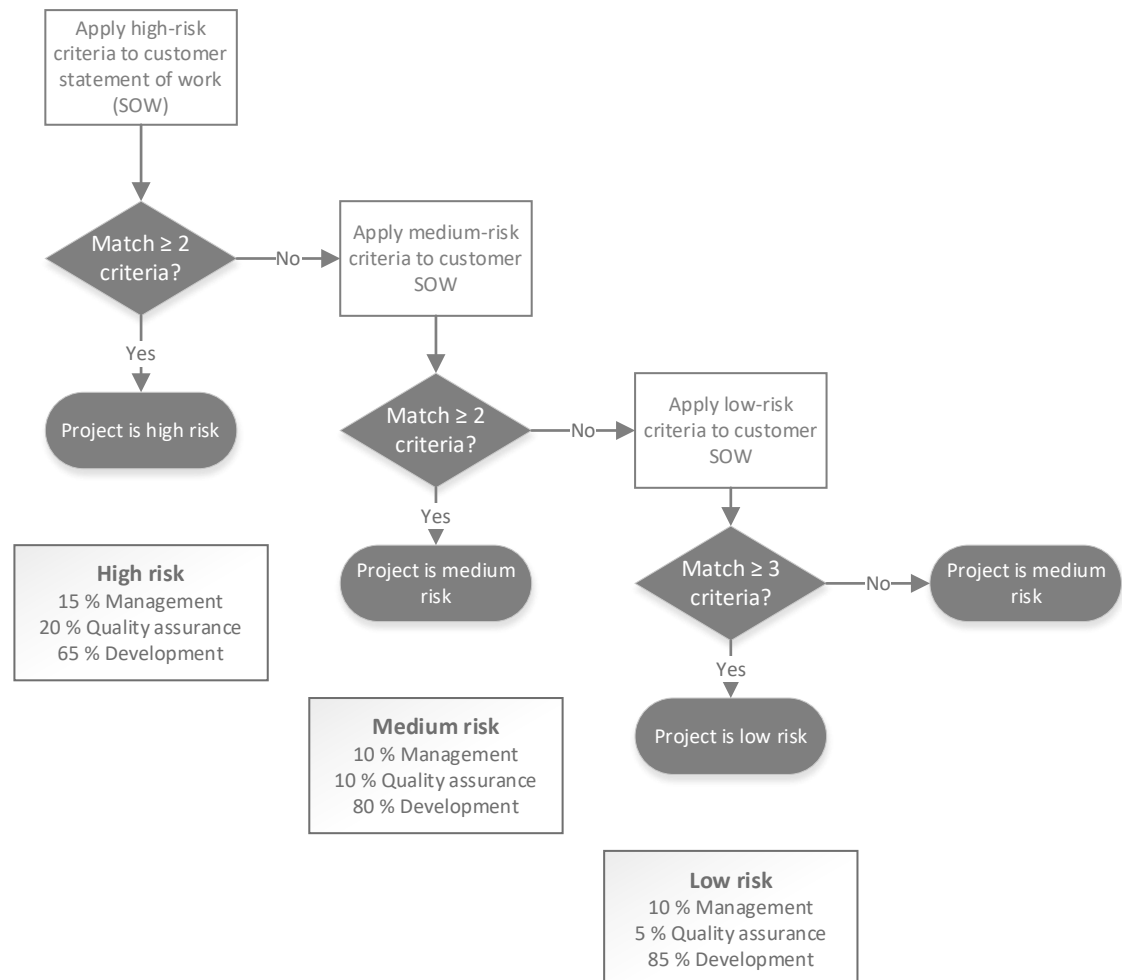 Apply high-risk
criteria to customer
statement of work
(SOW)
Match ≥ 2
criteria?
No
Apply medium-risk
criteria to customer
SOW
Yes
Project is high risk
Match ≥ 2
criteria?
No
Apply low-risk
criteria to customer
SOW
Yes
Project is medium
risk
Match ≥ 3
criteria?
No
Project is medium
risk
Yes
Project is low risk
High risk
15 % Management
20 % Quality assurance
65 % Development
Medium risk
10 % Management
10 % Quality assurance
80 % Development
Low risk
10 % Management
5 % Quality assurance
85 % Development